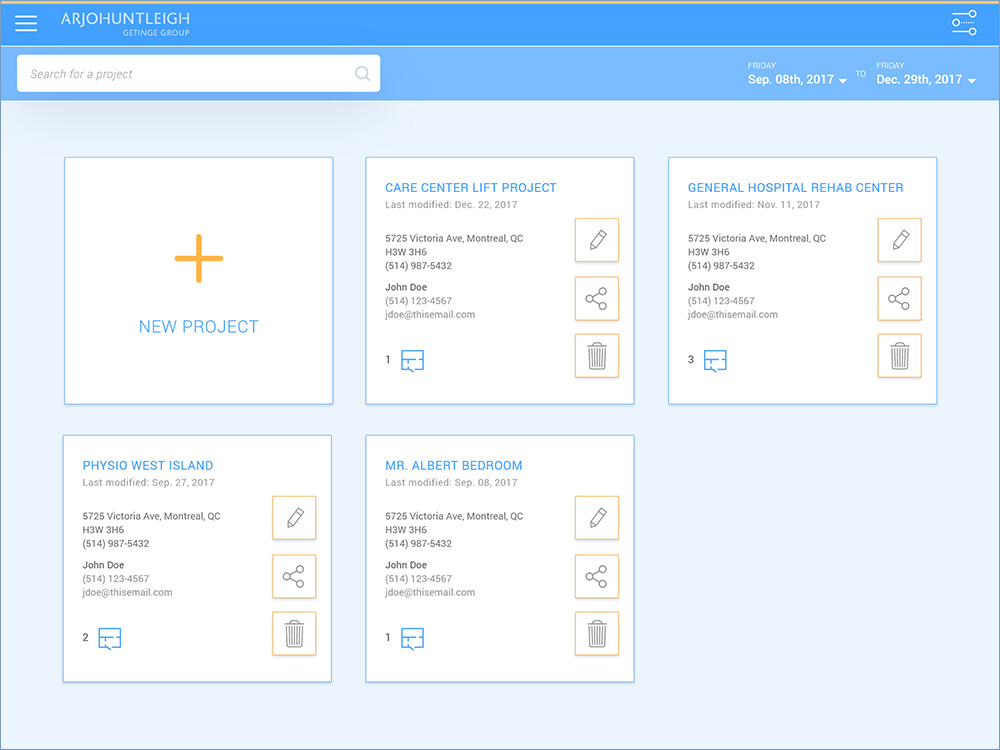 ARJOHUNTLEIGH
GETINGE GROUP
Search for a project
FRIDAY
Sep. 08th, 2017
TO
FRIDAY
Dec. 29th, 2017
NEW PROJECT
CARE CENTER LIFT PROJECT
Last modified: Dec. 22, 2017
5725 Victoria Ave, Montreal, QC
H3W 3H6
(514) 987-5432
John Doe
(514) 123-4567
jdoe@thisemail.com
1
GENERAL HOSPITAL REHAB CENTER
Last modified: Nov. 11, 2017
5725 Victoria Ave, Montreal, QC
H3W 3H6
(514) 987-5432
John Doe
(514) 123-4567
jdoe@thisemail.com
3
PHYSIO WEST ISLAND
Last modified: Sep. 27, 2017
5725 Victoria Ave, Montreal, QC
H3W 3H6
(514) 987-5432
John Doe
(514) 123-4567
jdoe@thisemail.com
2
MR. ALBERT BEDROOM
Last modified: Sep. 08, 2017
5725 Victoria Ave, Montreal, QC
H3W 3H6
(514) 987-5432
John Doe
(514) 123-4567
jdoe@thisemail.com
1